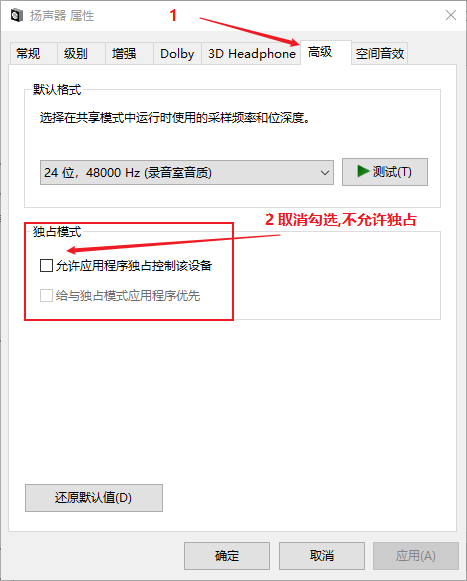 扬声器 属性
1
常规 级别 增强 Dolby 3D Headphone 高级 空间音效
默认格式
选择在共享模式中运行时使用的采样频率和位深度。
24 位，48000 Hz (录音室音质)
测试(T)
2 取消勾选,不允许独占
独占模式
允许应用程序独占控制该设备
给与独占模式应用程序优先
还原默认值(D)
确定 取消 应用(A)